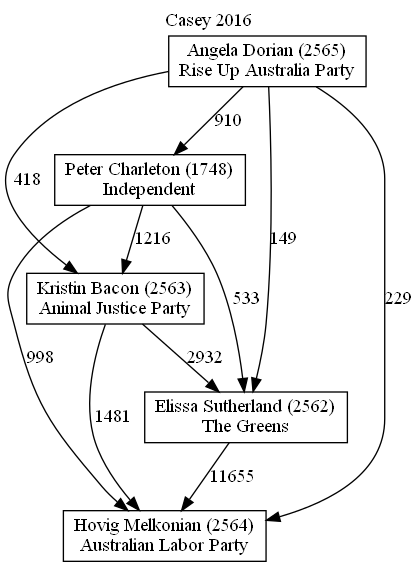 Casey 2016
Angela Dorian (2565)
Rise Up Australia Party
910
Peter Charleton (1748)
Independent
418
1216
149
Kristin Bacon (2563)
Animal Justice Party
533
229
998
2932
1481
Elissa Sutherland (2562)
The Greens
11655
Hovig Melkonian (2564)
Australian Labor Party